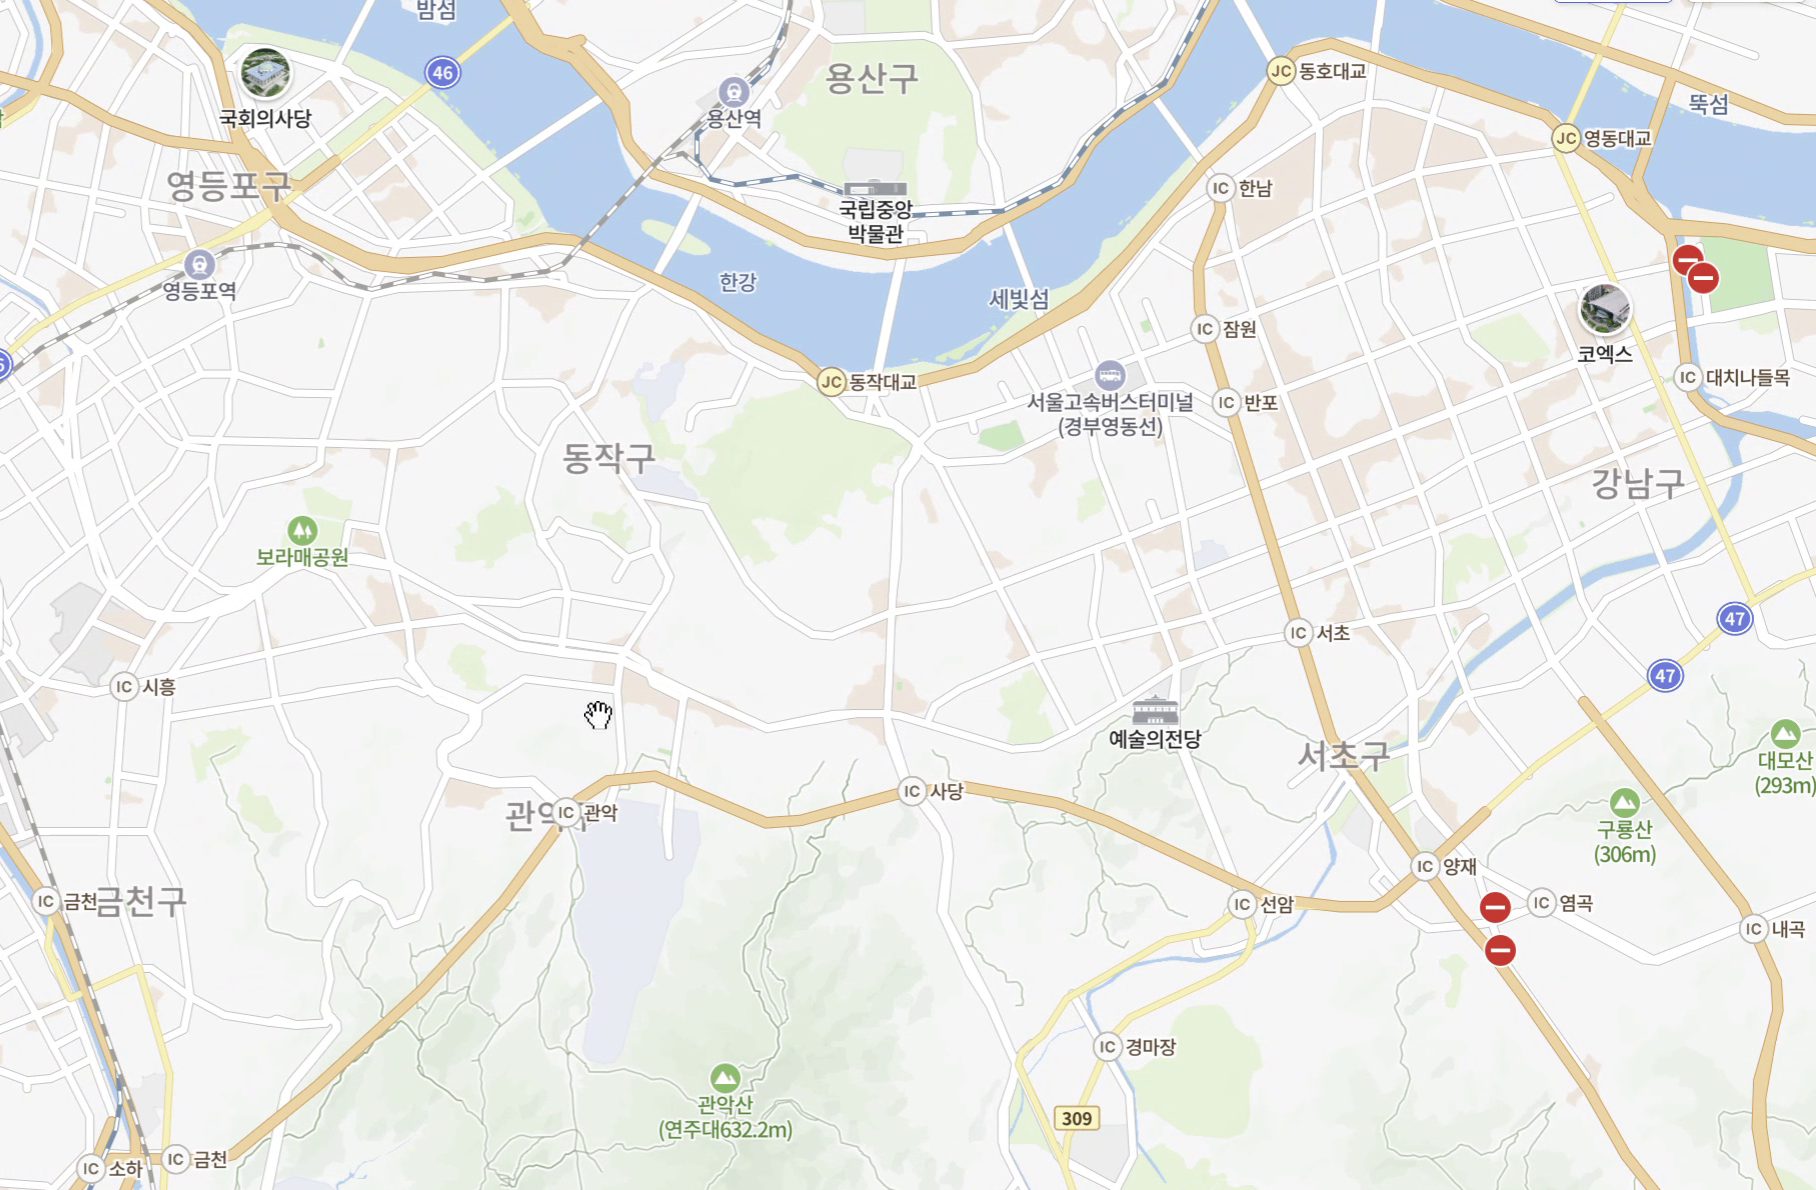 밤섬
46
국회의사당
용산역
용산구
JC 동호대교
뚝섬
JC 영동대교
영등포구
국립중앙
박물관
IC 한남
영등포역
한강
세빛섬
IC 잠원
코엑스
JC 동작대교
서울고속버스터미널
(경부영동선)
IC 반포
IC 대치나들목
동작구
강남구
보라매공원
IC 서초
47
47
IC 시흥
예술의전당
서초구
대모산
(293m)
구룡산
(306m)
IC 사당
관악
IC 관악
IC 양재
IC 금천
금천구
IC 선암
IC 염곡
IC 내곡
IC 경마장
관악산
(연주대632.2m)
309
IC 소하
IC 금천